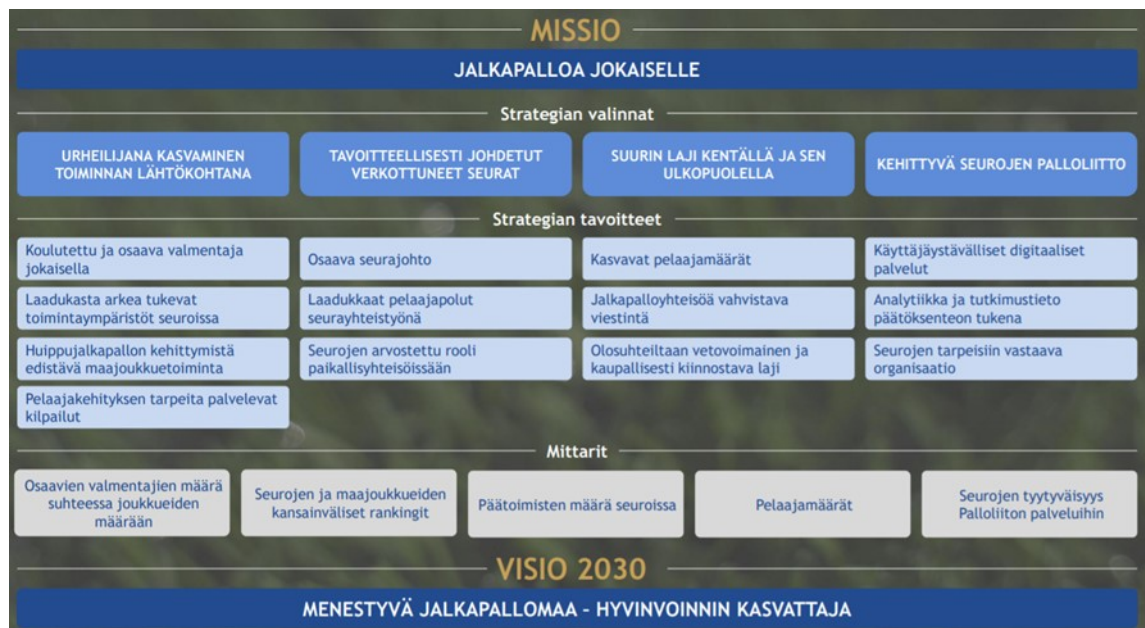 MISSIO
JALKAPALLOA JOKAISELLE
Strategian valinnat
URHEILIJANA KASVAMINEN
TOIMINNAN LÄHTÖKOHTANA
TAVOITTEELLISESTI JOHDETUT
VERKOTTUNEET SEURAT
SUURIN LAJI KENTÄLLÄ JA SEN
ULKOPUOLELLA
KEHITTYVÄ SEUROJEN PALLOLIITTO
Strategian tavoitteet
Koulutettu ja osaava valmentaja
jokaisella
Osaava seurajohto
Kasvavat pelaajamäärät
Käyttäjäystävälliset digitaaliset
palvelut
Laadukasta arkea tukevat
toimintaympäristöt seuroissa
Laadukkaat pelaajapolut
seurayhteistyönä
Jalkapalloyhteisöä vahvistava
viestintä
Analytiikka ja tutkimustieto
päätöksenteon tukena
Huippujalkapallon kehittymistä
edistävä maajoukkuetoiminta
Seurojen arvostettu rooli
paikallisyhteisöissään
Olosuhteiltaan vetovoimainen ja
kaupallisesti kiinnostava laji
Seurojen tarpeisiin vastaava
organisaatio
Pelaajakehityksen tarpeita palvelevat
kilpailut
Mittarit
Osaavien valmentajien määrä
suhteessa joukkueiden
määrään
Seurojen ja maajoukkueiden
kansainväliset rankingit
Päätoimisten määrä seuroissa
Pelaajamäärät
Seurojen tyytyväisyys
Palloliiton palveluihin
VISIO 2030
MENESTYVÄ JALKAPALLOMAA - HYVINVOINNIN KASVATTAJA